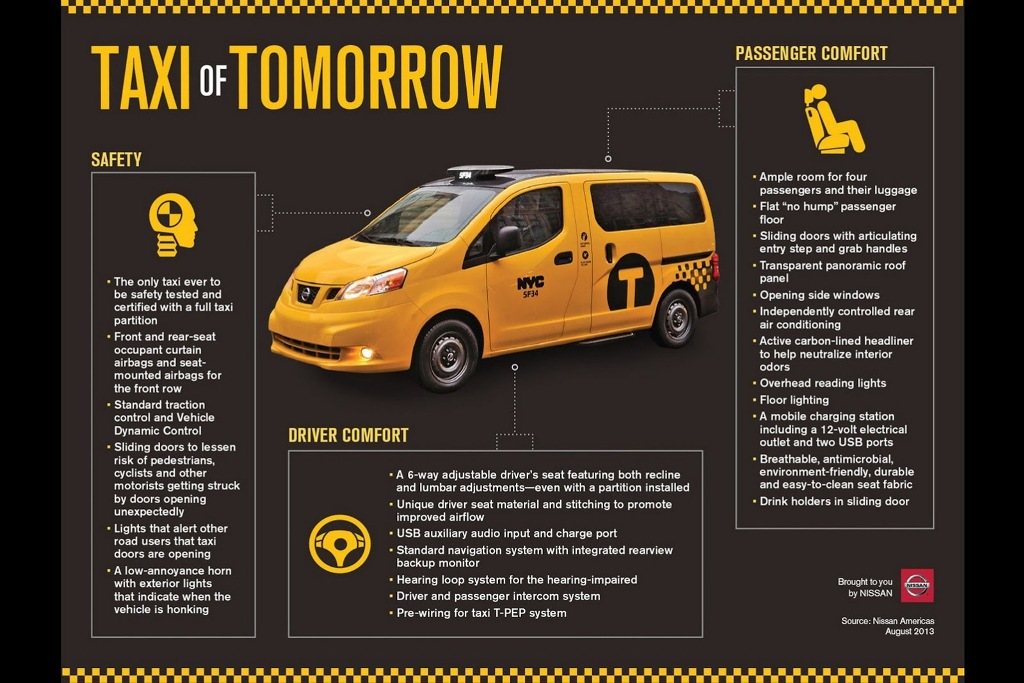 TAXI OF TOMORROW
SAFETY
• The only taxi ever to
be safety tested and
certified with a full taxi
partition
• Front and rear-seat
occupant curtain
airbags and seat-
mounted airbags for
the front row
• Standard traction
control and Vehicle
Dynamic Control
• Sliding doors to lessen
risk of pedestrians,
cyclists and other
motorists getting struck
by doors opening
unexpectedly
• Lights that alert other
road users that taxi
doors are opening
• A low-annoyance horn
with exterior lights
that indicate when the
vehicle is honking
5F34
NYC
5F34
T
DRIVER COMFORT
• A 6-way adjustable driver's seat featuring both recline
and lumbar adjustments—even with a partition installed
• Unique driver seat material and stitching to promote
improved airflow
• USB auxiliary audio input and charge port
• Standard navigation system with integrated rearview
backup monitor
• Hearing loop system for the hearing-impaired
• Driver and passenger intercom system
• Pre-wiring for taxi T-PEP system
PASSENGER COMFORT
• Ample room for four
passengers and their luggage
• Flat “no hump” passenger
floor
• Sliding doors with articulating
entry step and grab handles
• Transparent panoramic roof
panel
• Opening side windows
• Independently controlled rear
air conditioning
• Active carbon-lined headliner
to help neutralize interior
odors
• Overhead reading lights
• Floor lighting
• A mobile charging station
including a 12-volt electrical
outlet and two USB ports
• Breathable, antimicrobial,
environment-friendly, durable
and easy-to-clean seat fabric
• Drink holders in sliding door
Brought to you
by NISSAN
NISSAN
Source: Nissan Americas
August 2013